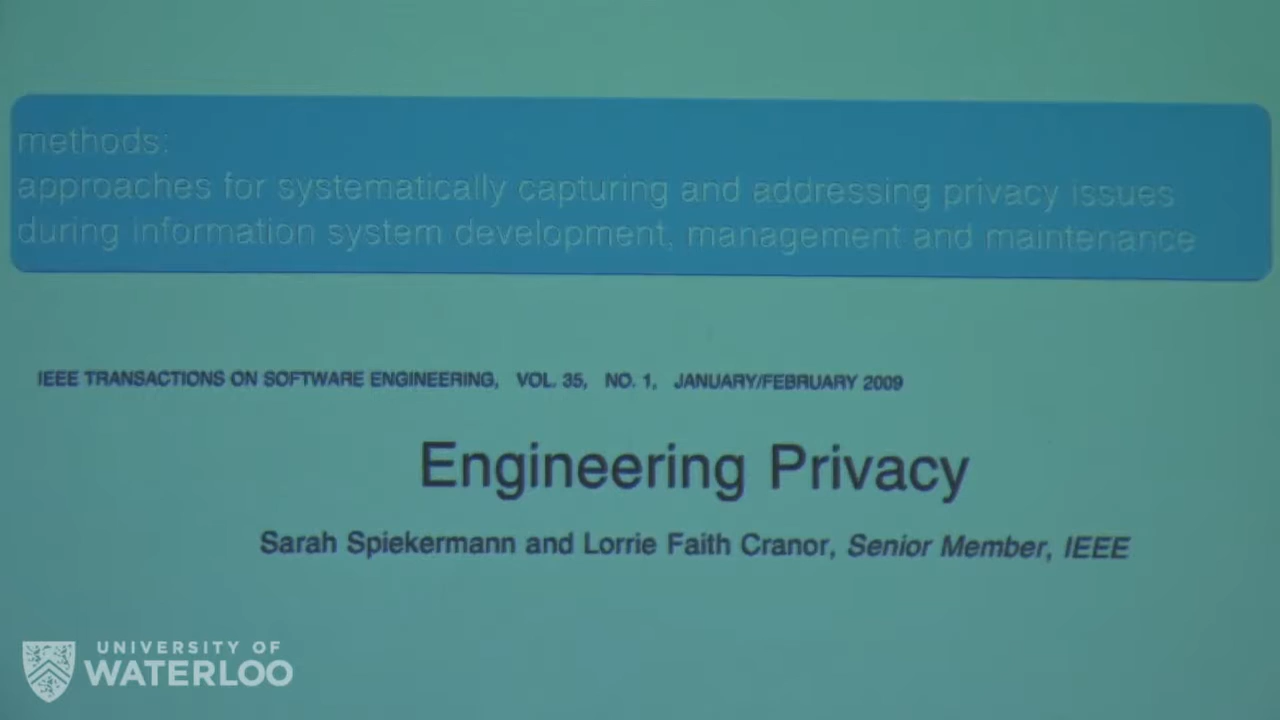 methods:
approaches for systematically capturing and addressing privacy issues
during information system development, management and maintenance
IEEE TRANSACTIONS ON SOFTWARE ENGINEERING, VOL. 35, NO. 1, JANUARY/FEBRUARY 2009
Engineering Privacy
Sarah Spiekermann and Lorrie Faith Cranor, Senior Member, IEEE
UNIVERSITY OF
WATERLOO